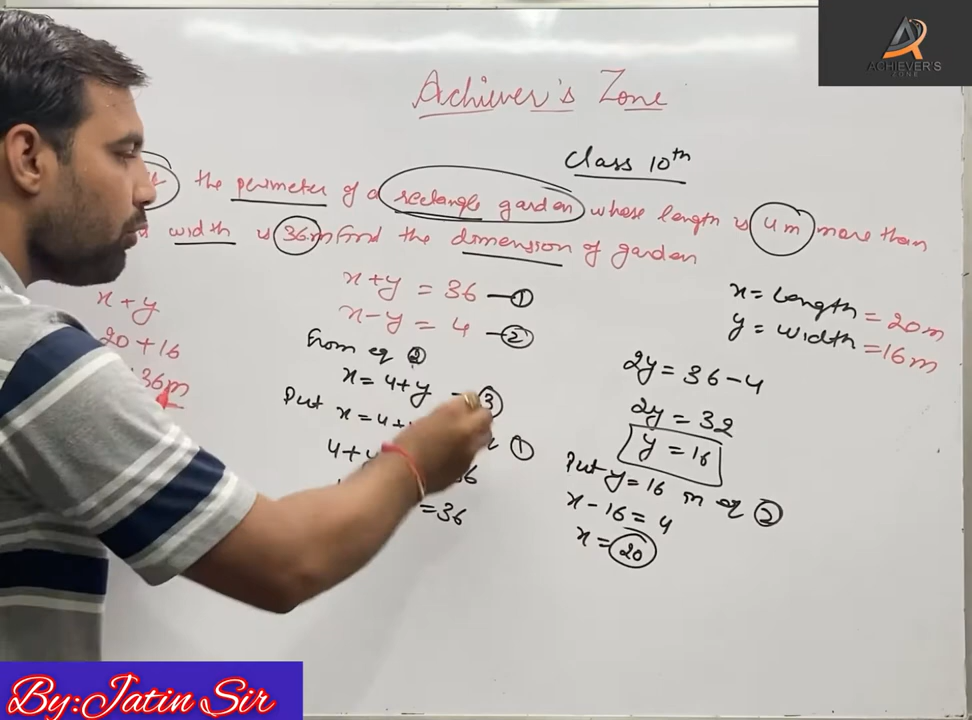 ACHIEVER'S
ZONE
Achiever's Zone
Class 10th
the perimeter of a rectangle garden whose length is 4m more than
width is 36m find the dimension of garden
x+y
20+16
36m
x+y = 36 —①
x-y = 4 —②
From eq ②
x = 4+y — ③
Put x = 4+ ①
4+y 36
=36
x = length = 20m
y = width = 16m
2y = 36-4
2y = 32
y = 16
Put y = 16 in eq ②
x - 16 = 4
x = 20
By:Jatin Sir